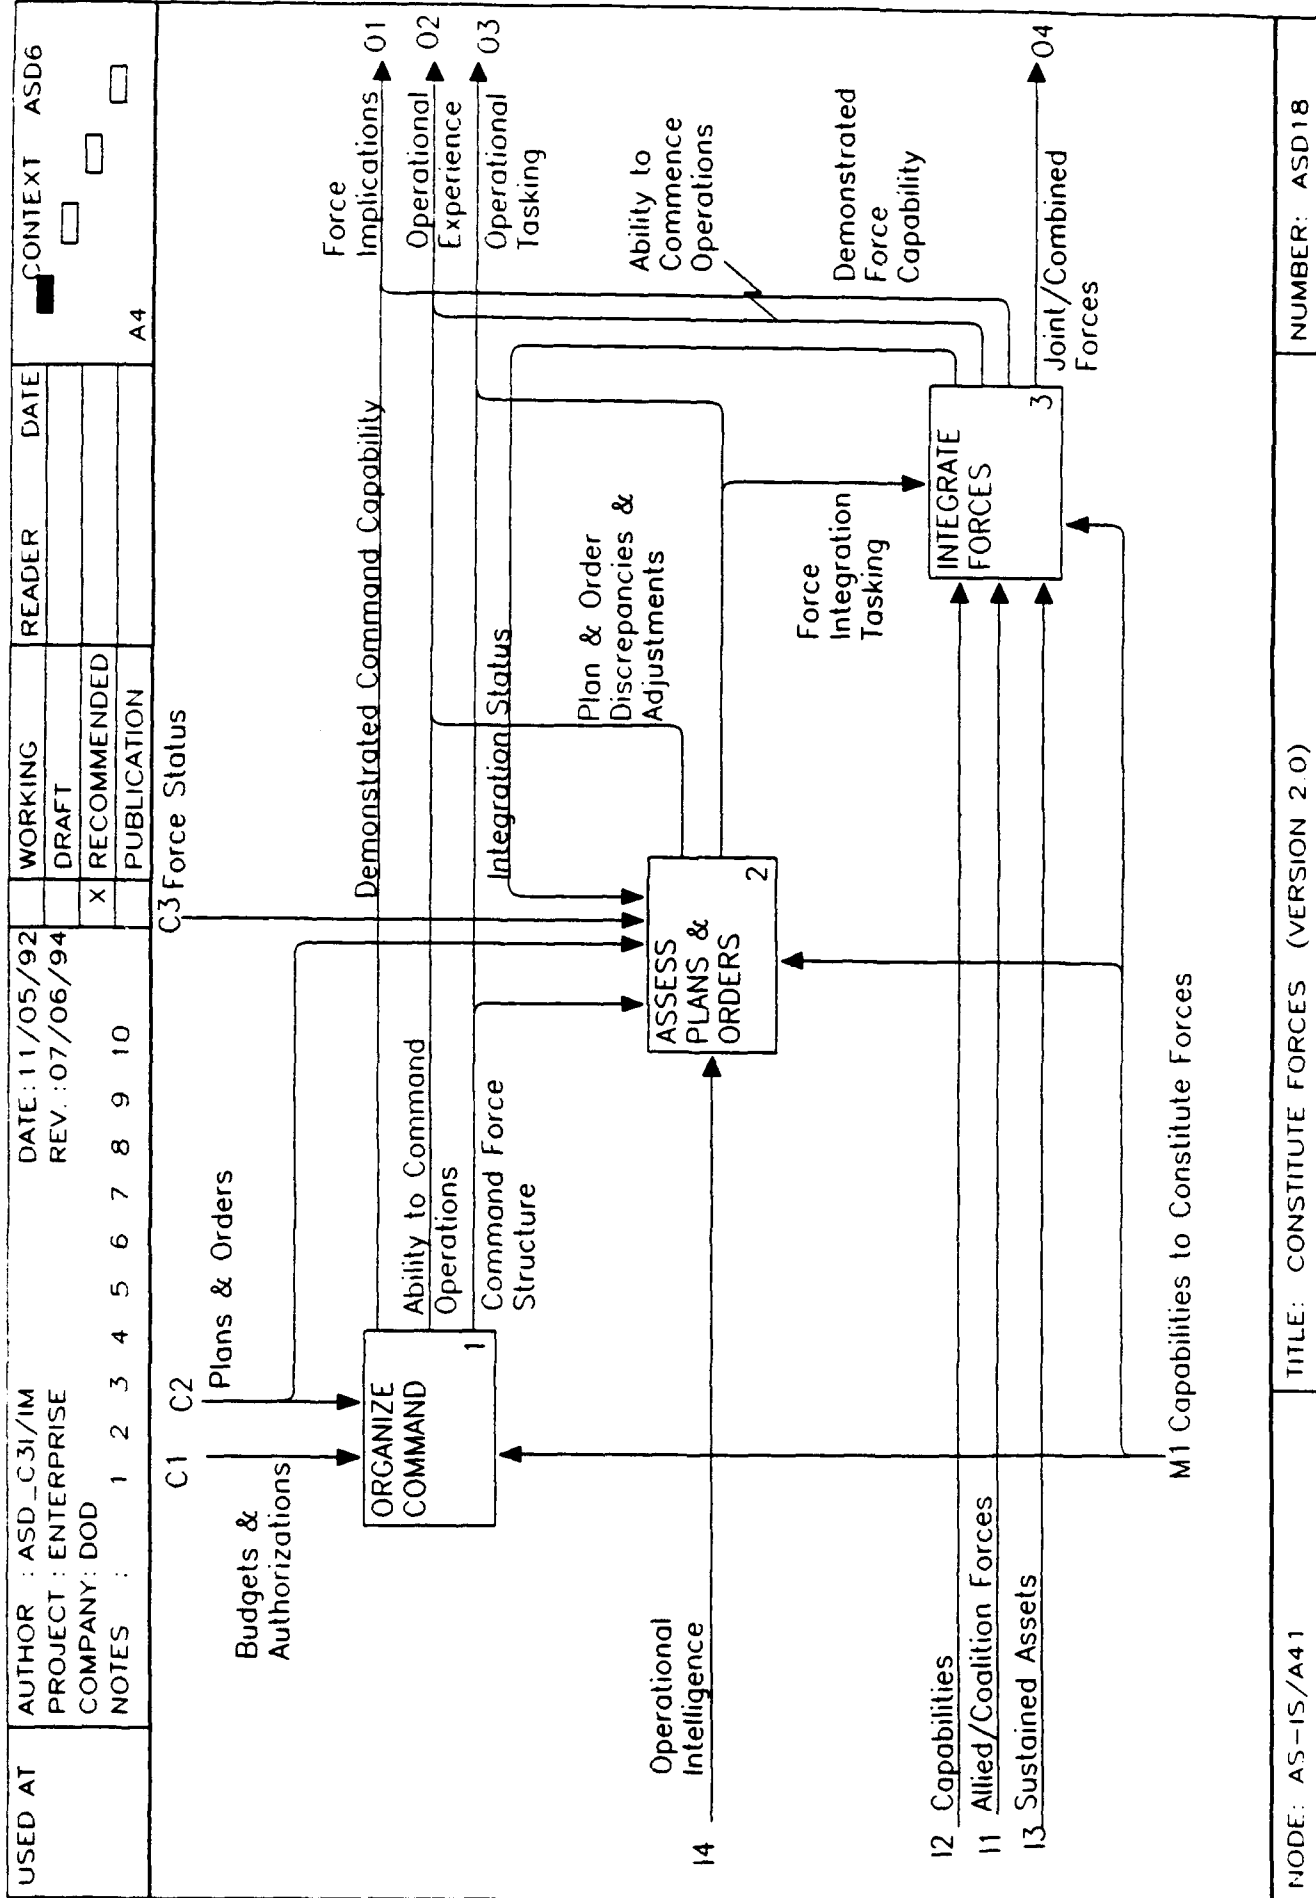 USED AT
AUTHOR : ASD_C3I/IM
PROJECT : ENTERPRISE
COMPANY: DOD
NOTES : 1 2 3 4 5 6 7 8 9 10
DATE: 11/05/92
REV.: 07/06/94
WORKING
DRAFT
X RECOMMENDED
PUBLICATION
READER DATE
CONTEXT ASD6
A4
C1
Budgets &
Authorizations
C2
Plans & Orders
C3 Force Status
ORGANIZE
COMMAND
1
Demonstrated Command Capability
Ability to Command
Operations
Command Force
Structure
Integration Status
Force
Implications
O1
Operational
Experience
O2
Operational
Tasking
O3
Operational
Intelligence
I4
ASSESS
PLANS &
ORDERS
2
Plan & Order
Discrepancies &
Adjustments
Force
Integration
Tasking
Ability to
Commence
Operations
Demonstrated
Force
Capability
I2 Capabilities
I1 Allied/Coalition Forces
I3 Sustained Assets
INTEGRATE
FORCES
3
Joint/Combined
Forces
O4
M1 Capabilities to Constitute Forces
NODE: AS-IS/A41
TITLE: CONSTITUTE FORCES (VERSION 2.0)
NUMBER: ASD18